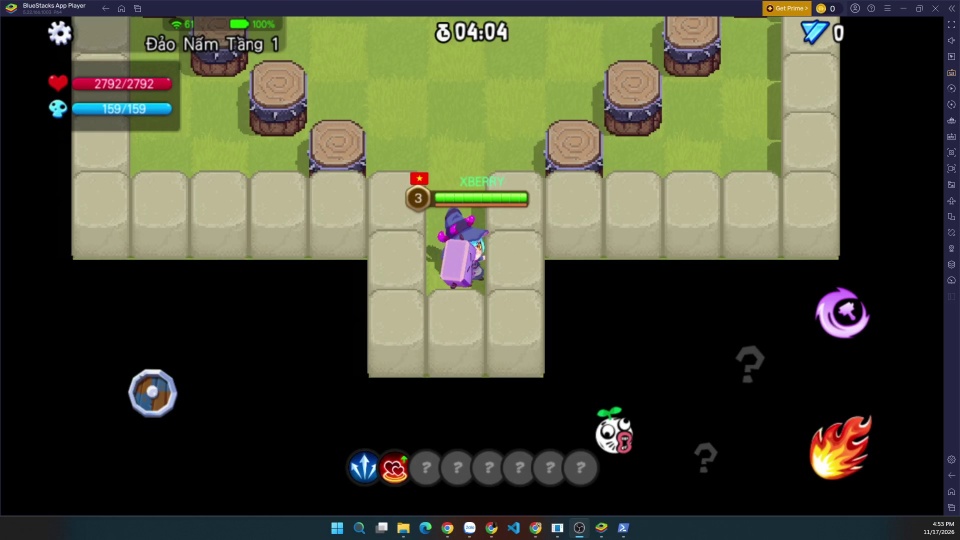 BlueStacks App Player
Get Prime
0
61
100%
Đảo Nấm Tầng 1
04:04
0
2792/2792
159/159
XBERRY
3
4:53 PM
11/17/2026